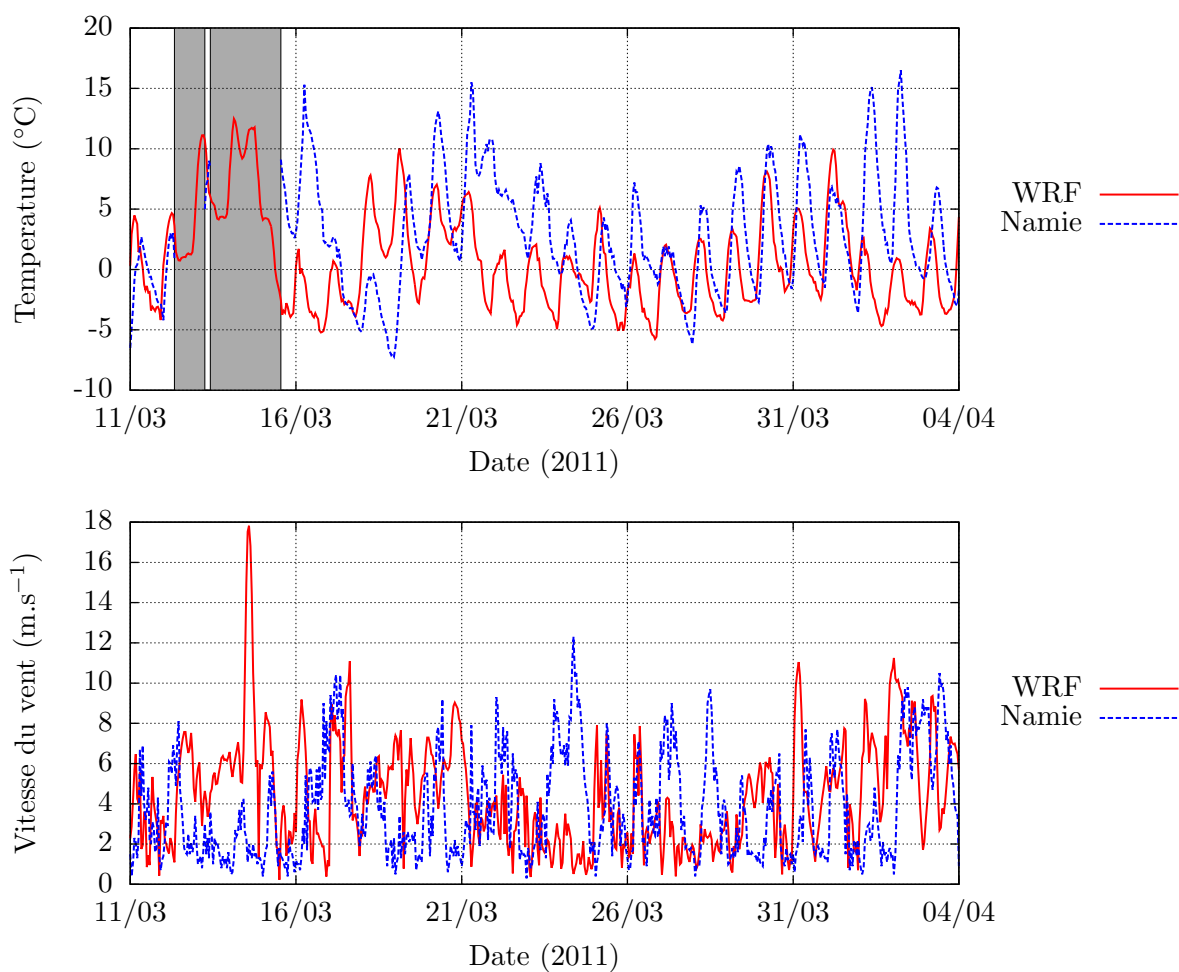 Temperature (°C)
20
15
10
5
0
-5
-10
11/03 16/03 21/03 26/03 31/03 04/04
Date (2011)
WRF
Namie
Vitesse du vent (m.s⁻¹)
18
16
14
12
10
8
6
4
2
0
11/03 16/03 21/03 26/03 31/03 04/04
Date (2011)
WRF
Namie